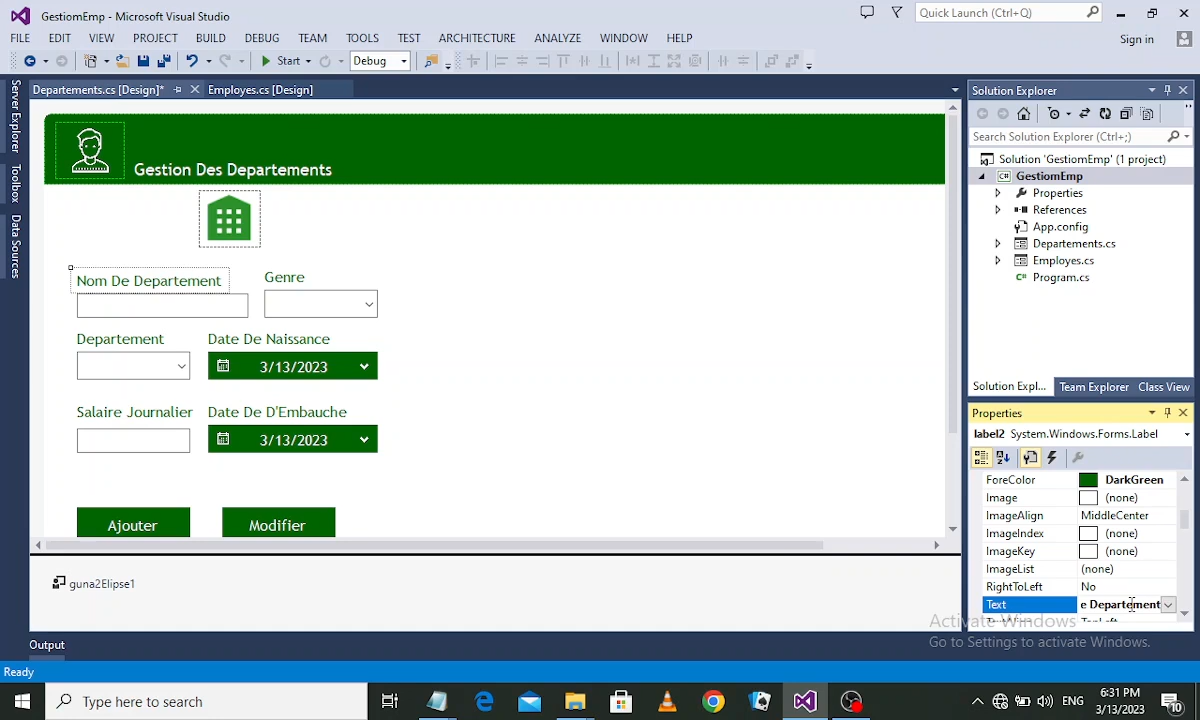 GestiomEmp - Microsoft Visual Studio
Quick Launch (Ctrl+Q)
FILE EDIT VIEW PROJECT BUILD DEBUG TEAM TOOLS TEST ARCHITECTURE ANALYZE WINDOW HELP
Sign in
Start
Debug
Departements.cs [Design]*
Employes.cs [Design]
Server Explorer
Toolbox
Data Sources
Gestion Des Departements
Nom De Departement
Genre
Departement
Date De Naissance
3/13/2023
Salaire Journalier
Date De D'Embauche
3/13/2023
Ajouter
Modifier
guna2Elipse1
Output
Ready
Solution Explorer
Search Solution Explorer (Ctrl+;)
Solution 'GestiomEmp' (1 project)
GestiomEmp
Properties
References
App.config
Departements.cs
Employes.cs
Program.cs
Solution Expl... Team Explorer Class View
Properties
label2 System.Windows.Forms.Label
ForeColor DarkGreen
Image (none)
ImageAlign MiddleCenter
ImageIndex (none)
ImageKey (none)
ImageList (none)
RightToLeft No
Text e Departement
Activate Windows
Go to Settings to activate Windows.
Type here to search
ENG
6:31 PM
3/13/2023
10